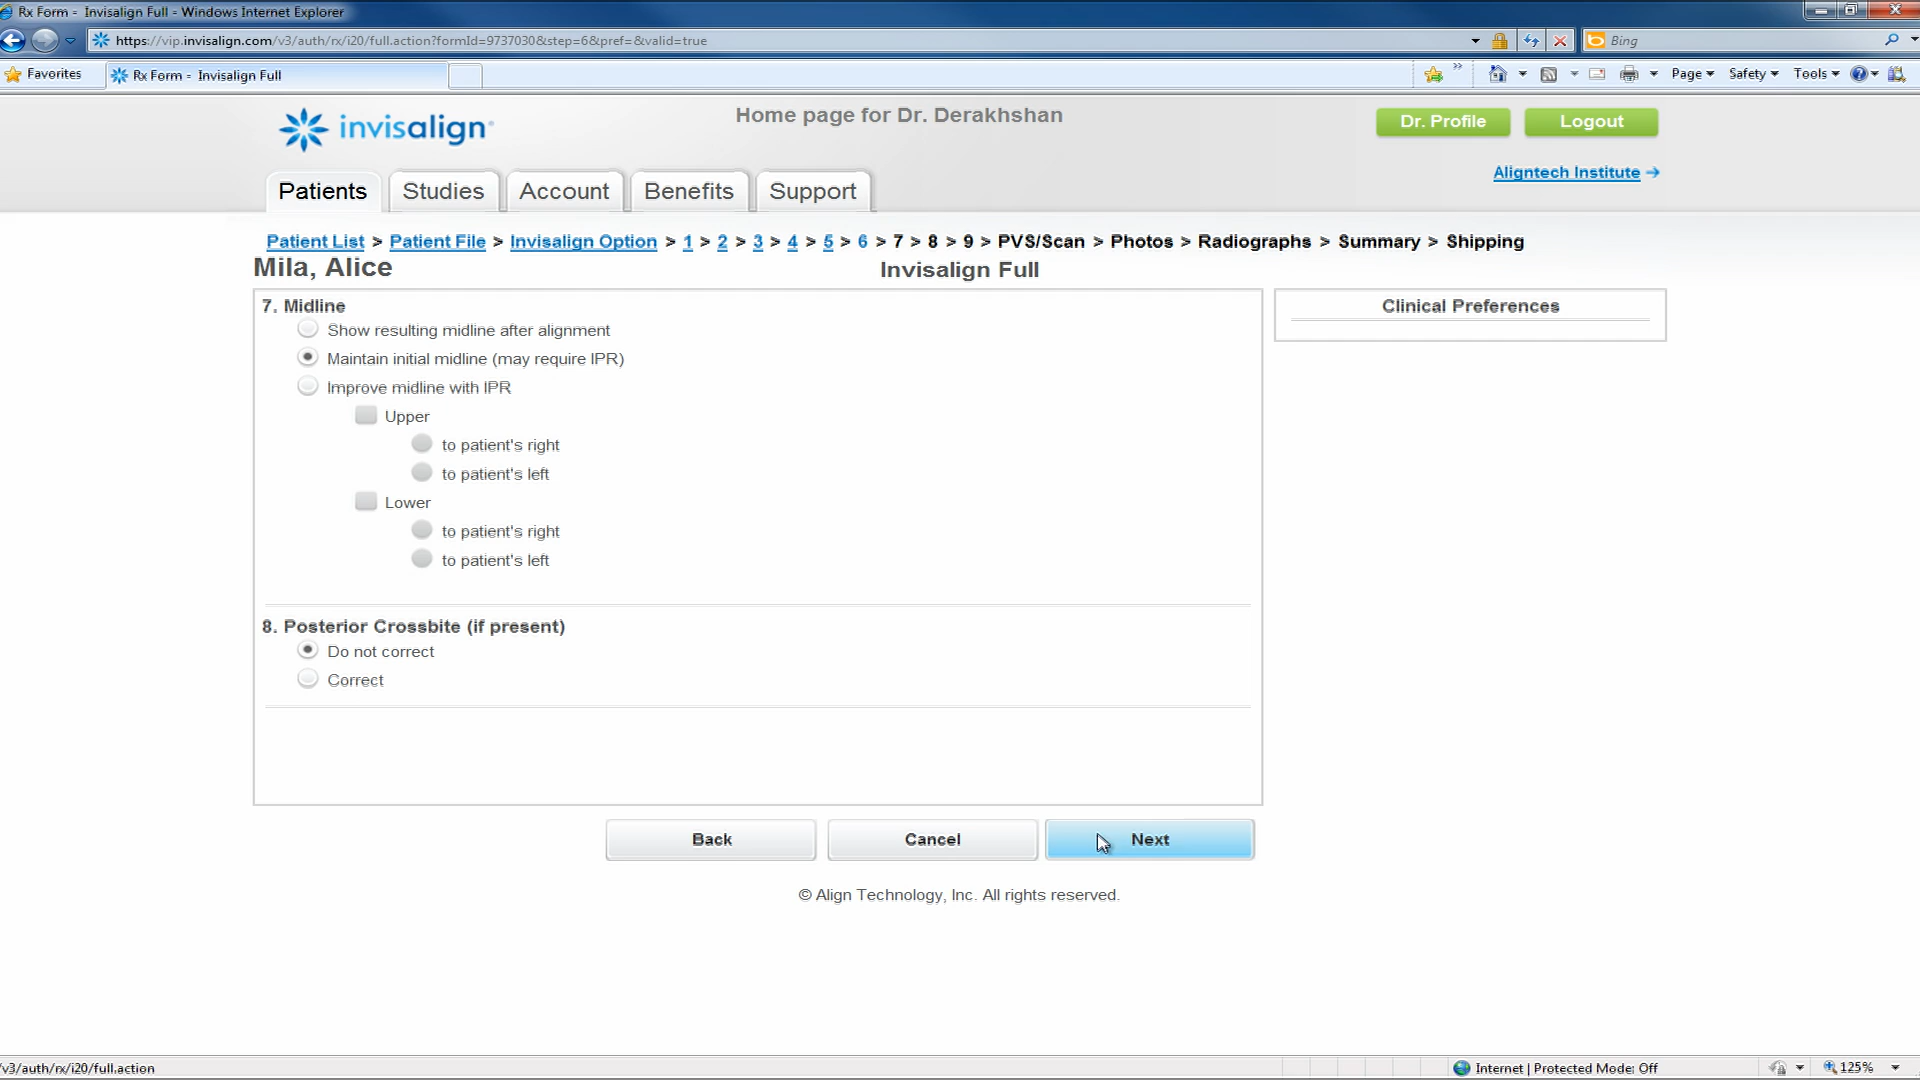 Rx Form - Invisalign Full - Windows Internet Explorer
https://vip.invisalign.com/v3/auth/rx/i20/full.action?formId=9737030&step=6&pref=&valid=true
Bing
Favorites
Rx Form - Invisalign Full
Page
Safety
Tools
invisalign
Home page for Dr. Derakhshan
Dr. Profile
Logout
Aligntech Institute
Patients
Studies
Account
Benefits
Support
Patient List > Patient File > Invisalign Option > 1 > 2 > 3 > 4 > 5 > 6 > 7 > 8 > 9 > PVS/Scan > Photos > Radiographs > Summary > Shipping
Mila, Alice
Invisalign Full
7. Midline
Show resulting midline after alignment
Maintain initial midline (may require IPR)
Improve midline with IPR
Upper
to patient's right
to patient's left
Lower
to patient's right
to patient's left
8. Posterior Crossbite (if present)
Do not correct
Correct
Clinical Preferences
Back
Cancel
Next
© Align Technology, Inc. All rights reserved.
/v3/auth/rx/i20/full.action
Internet | Protected Mode: Off
125%